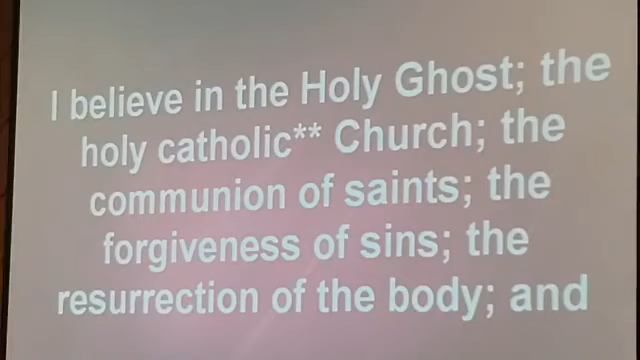 I believe in the Holy Ghost; the
holy catholic** Church; the
communion of saints; the
forgiveness of sins; the
resurrection of the body; and